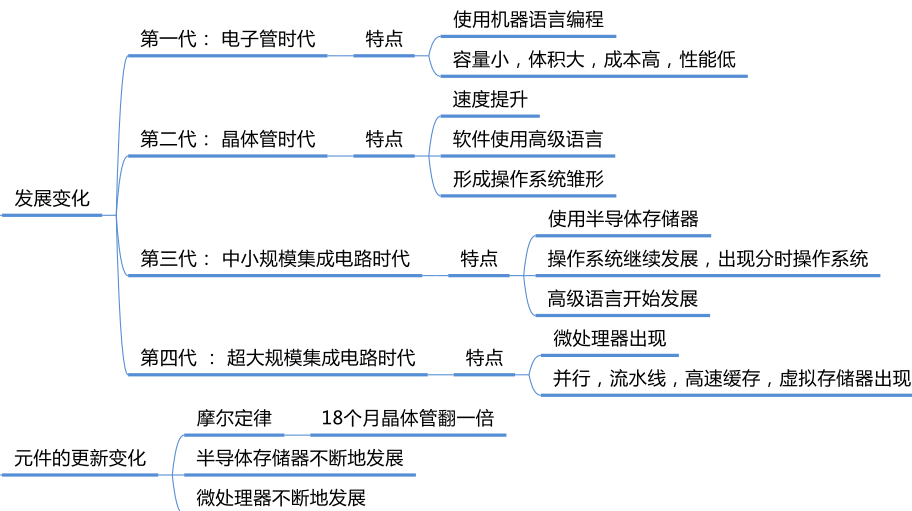 发展变化
第一代： 电子管时代
特点
使用机器语言编程
容量小，体积大，成本高，性能低
第二代： 晶体管时代
特点
速度提升
软件使用高级语言
形成操作系统雏形
第三代： 中小规模集成电路时代
特点
使用半导体存储器
操作系统继续发展，出现分时操作系统
高级语言开始发展
第四代 ： 超大规模集成电路时代
特点
微处理器出现
并行，流水线，高速缓存，虚拟存储器出现
元件的更新变化
摩尔定律
18个月晶体管翻一倍
半导体存储器不断地发展
微处理器不断地发展